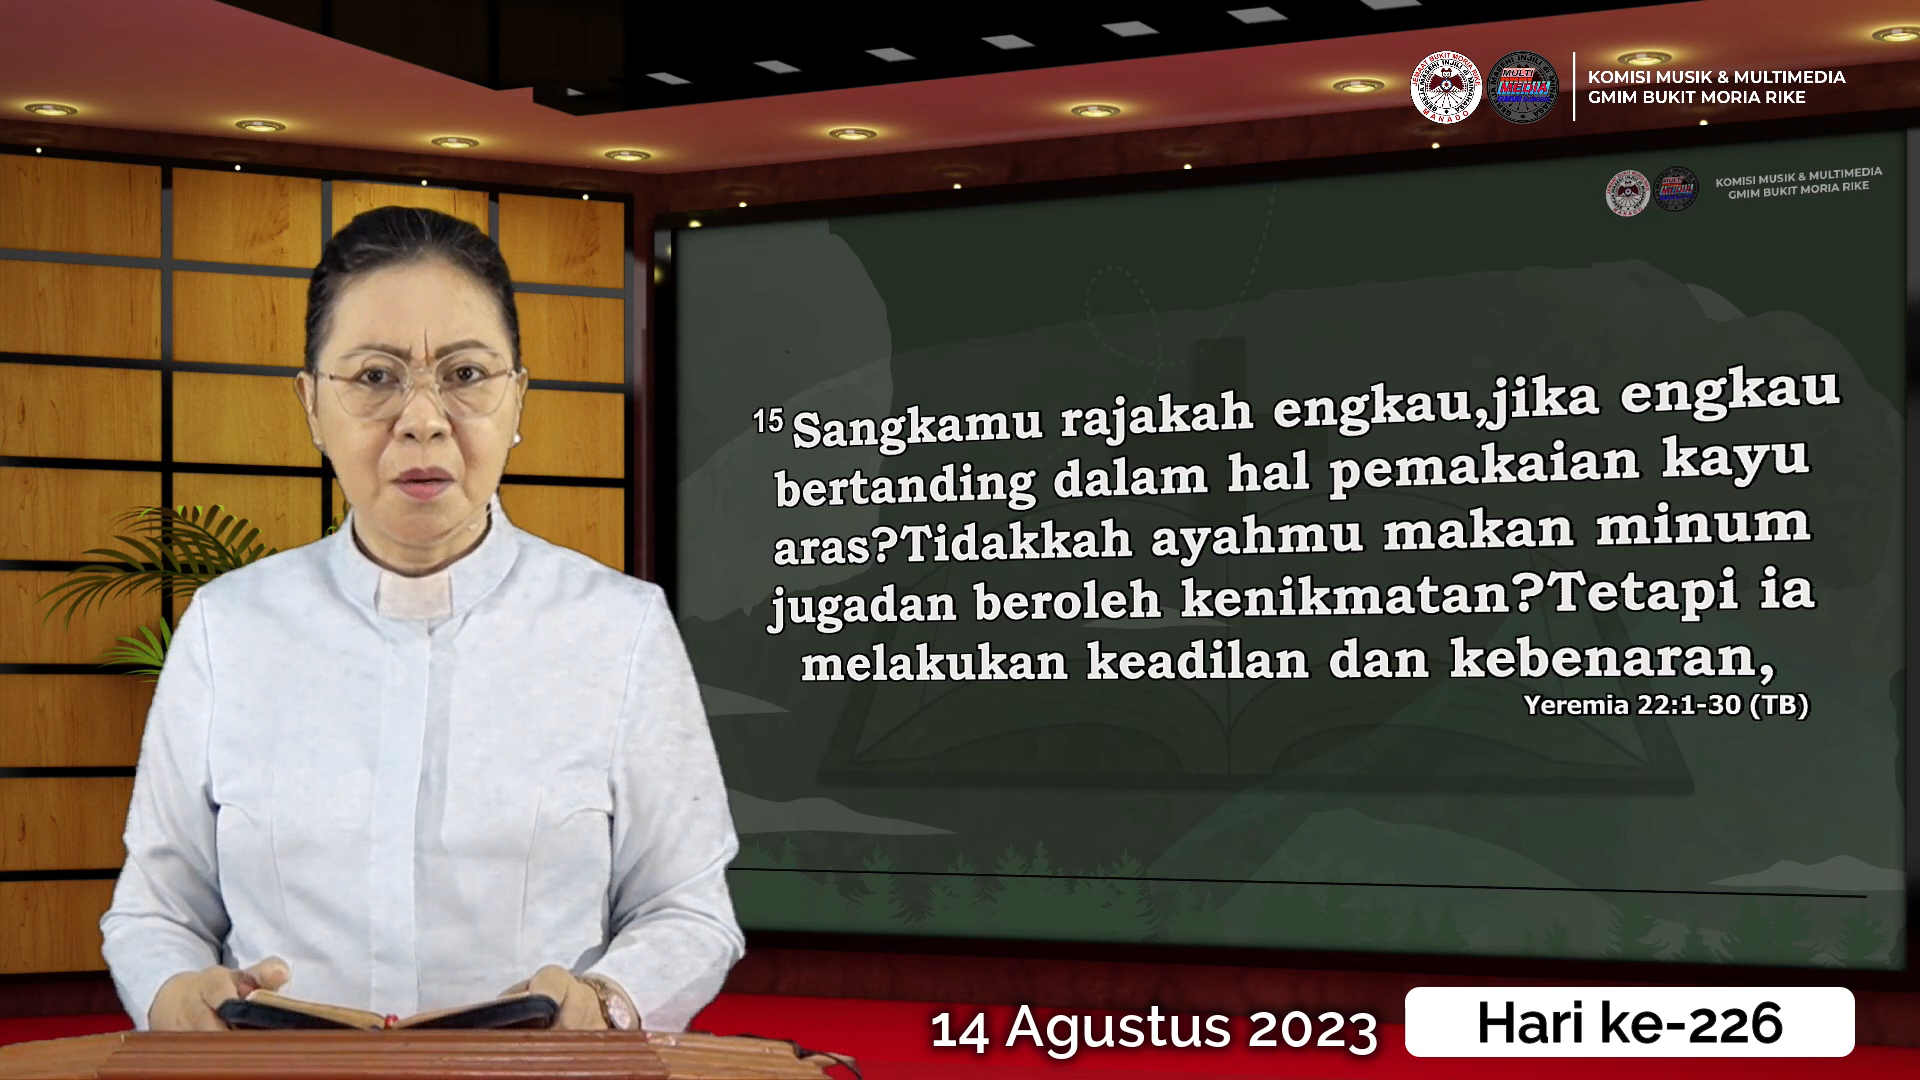 KOMISI MUSIK & MULTIMEDIA
GMIM BUKIT MORIA RIKE
MULTI
MEDIA
KOMISI MUSIK & MULTIMEDIA
GMIM BUKIT MORIA RIKE
15 Sangkamu rajakah engkau,jika engkau
bertanding dalam hal pemakaian kayu
aras?Tidakkah ayahmu makan minum
jugadan beroleh kenikmatan?Tetapi ia
melakukan keadilan dan kebenaran,
Yeremia 22:1-30 (TB)
14 Agustus 2023
Hari ke-226